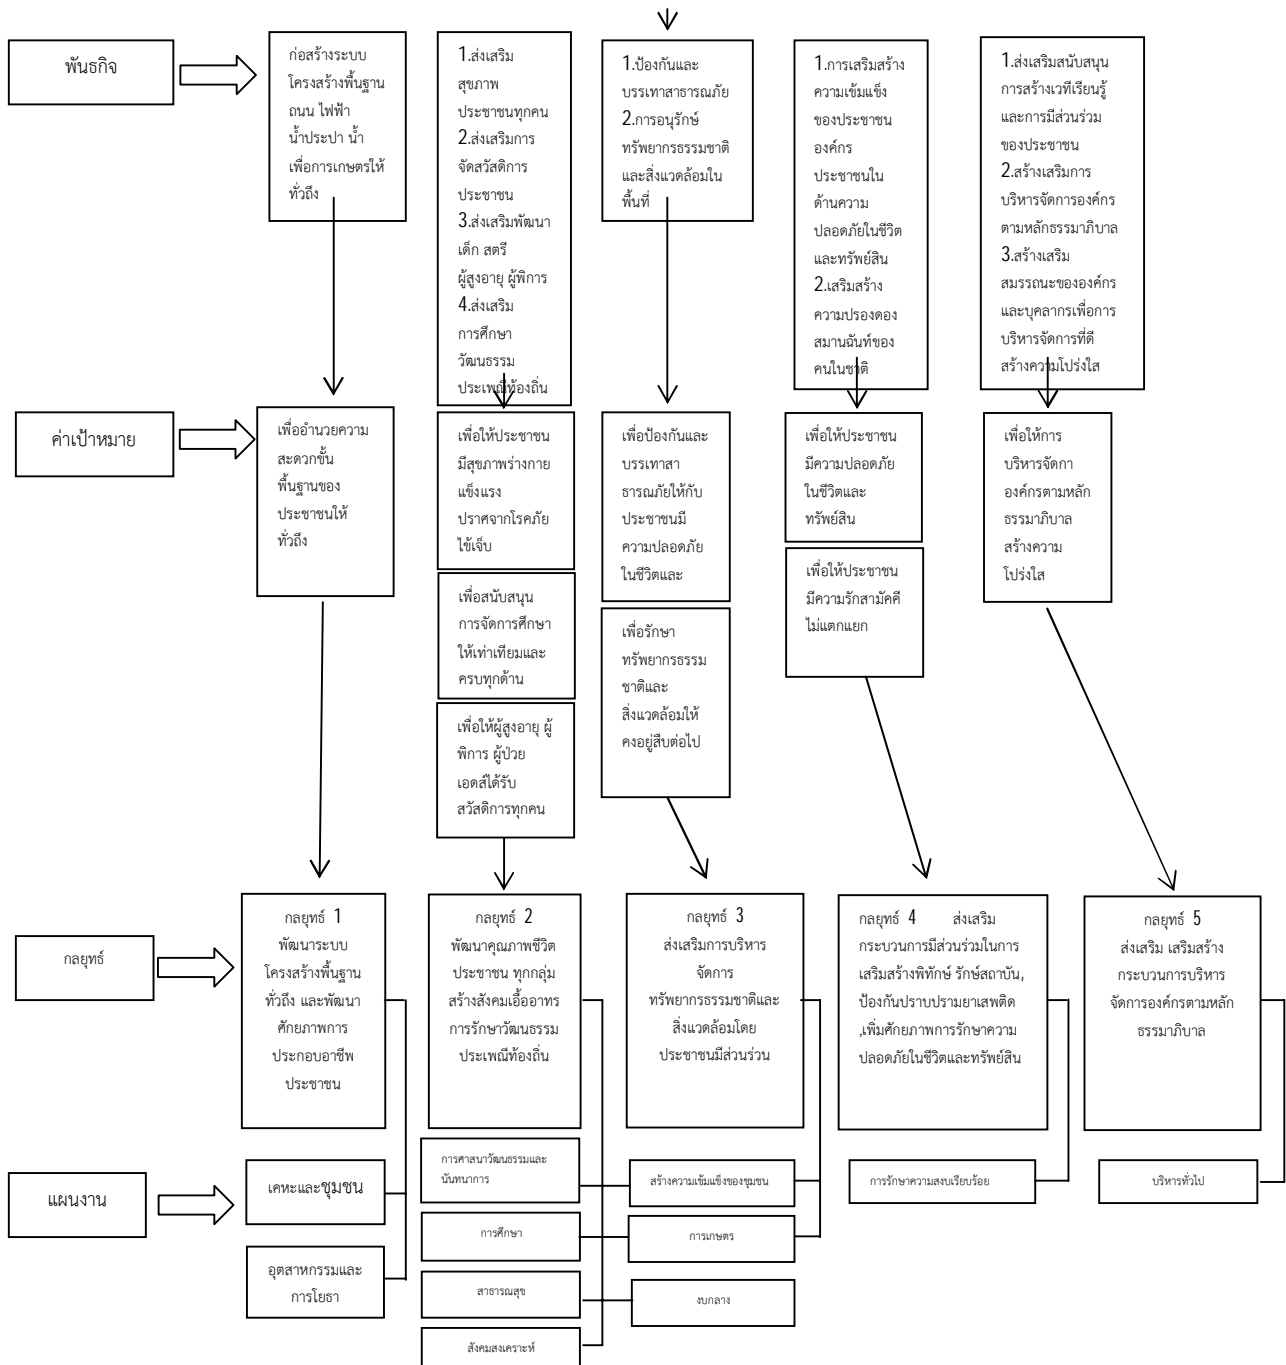 พันธกิจ
ก่อสร้างระบบ
โครงสร้างพื้นฐาน
ถนน ไฟฟ้า
น้ำประปา น้ำ
เพื่อการเกษตรให้
ทั่วถึง
1.ส่งเสริม
สุขภาพ
ประชาชนทุกคน
2.ส่งเสริมการ
จัดสวัสดิการ
ประชาชน
3.ส่งเสริมพัฒนา
เด็ก สตรี
ผู้สูงอายุ ผู้พิการ
4.ส่งเสริม
การศึกษา
วัฒนธรรม
ประเพณีท้องถิ่น
1.ป้องกันและ
บรรเทาสาธารณภัย
2.การอนุรักษ์
ทรัพยากรธรรมชาติ
และสิ่งแวดล้อมใน
พื้นที่
1.การเสริมสร้าง
ความเข้มแข็ง
ของประชาชน
องค์กร
ประชาชนใน
ด้านความ
ปลอดภัยในชีวิต
และทรัพย์สิน
2.เสริมสร้าง
ความปรองดอง
สมานฉันท์ของ
คนในชาติ
1.ส่งเสริมสนับสนุน
การสร้างเวทีเรียนรู้
และการมีส่วนร่วม
ของประชาชน
2.สร้างเสริมการ
บริหารจัดการองค์กร
ตามหลักธรรมาภิบาล
3.สร้างเสริม
สมรรถนะขององค์กร
และบุคลากรเพื่อการ
บริหารจัดการที่ดี
สร้างความโปร่งใส
ค่าเป้าหมาย
เพื่ออำนวยความ
สะดวกขั้น
พื้นฐานของ
ประชาชนให้
ทั่วถึง
เพื่อให้ประชาชน
มีสุขภาพร่างกาย
แข็งแรง
ปราศจากโรคภัย
ไข้เจ็บ
เพื่อสนับสนุน
การจัดการศึกษา
ให้เท่าเทียมและ
ครบทุกด้าน
เพื่อให้ผู้สูงอายุ ผู้
พิการ ผู้ป่วย
เอดส์ได้รับ
สวัสดิการทุกคน
เพื่อป้องกันและ
บรรเทาสา
ธารณภัยให้กับ
ประชาชนมี
ความปลอดภัย
ในชีวิตและ
เพื่อรักษา
ทรัพยากรธรรม
ชาติและ
สิ่งแวดล้อมให้
คงอยู่สืบต่อไป
เพื่อให้ประชาชน
มีความปลอดภัย
ในชีวิตและ
ทรัพย์สิน
เพื่อให้ประชาชน
มีความรักสามัคคี
ไม่แตกแยก
เพื่อให้การ
บริหารจัดกา
องค์กรตามหลัก
ธรรมาภิบาล
สร้างความ
โปร่งใส
กลยุทธ์
กลยุทธ์ 1
พัฒนาระบบ
โครงสร้างพื้นฐาน
ทั่วถึง และพัฒนา
ศักยภาพการ
ประกอบอาชีพ
ประชาชน
กลยุทธ์ 2
พัฒนาคุณภาพชีวิต
ประชาชน ทุกกลุ่ม
สร้างสังคมเอื้ออาทร
การรักษาวัฒนธรรม
ประเพณีท้องถิ่น
กลยุทธ์ 3
ส่งเสริมการบริหาร
จัดการ
ทรัพยากรธรรมชาติและ
สิ่งแวดล้อมโดย
ประชาชนมีส่วนร่วน
กลยุทธ์ 4 ส่งเสริม
กระบวนการมีส่วนร่วมในการ
เสริมสร้างพิทักษ์ รักษ์สถาบัน,
ป้องกันปราบปรามยาเสพติด
,เพิ่มศักยภาพการรักษาความ
ปลอดภัยในชีวิตและทรัพย์สิน
กลยุทธ์ 5
ส่งเสริม เสริมสร้าง
กระบวนการบริหาร
จัดการองค์กรตามหลัก
ธรรมาภิบาล
แผนงาน
เคหะและชุมชน
อุตสาหกรรมและ
การโยธา
การศาสนาวัฒนธรรมและ
นันทนาการ
การศึกษา
สาธารณสุข
สังคมสงเคราะห์
สร้างความเข้มแข็งของชุมชน
การเกษตร
งบกลาง
การรักษาความสงบเรียบร้อย
บริหารทั่วไป